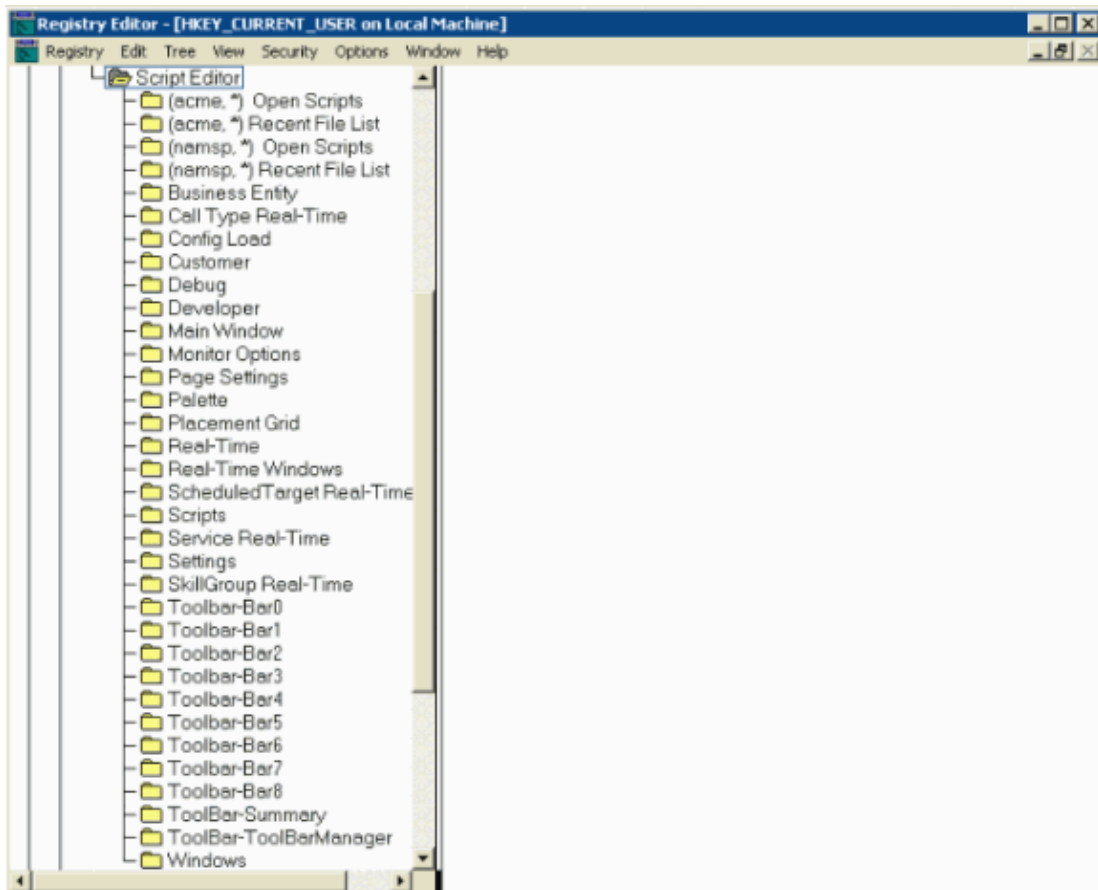 Registry Editor - [HKEY_CURRENT_USER on Local Machine]
Registry Edit Tree View Security Options Window Help
Script Editor
(acme, *) Open Scripts
(acme, *) Recent File List
(namsp, *) Open Scripts
(namsp, *) Recent File List
Business Entity
Call Type Real-Time
Config Load
Customer
Debug
Developer
Main Window
Monitor Options
Page Settings
Palette
Placement Grid
Real-Time
Real-Time Windows
ScheduledTarget Real-Time
Scripts
Service Real-Time
Settings
SkillGroup Real-Time
Toolbar-Bar0
Toolbar-Bar1
Toolbar-Bar2
Toolbar-Bar3
Toolbar-Bar4
Toolbar-Bar5
Toolbar-Bar6
Toolbar-Bar7
Toolbar-Bar8
ToolBar-Summary
ToolBar-ToolBarManager
Windows